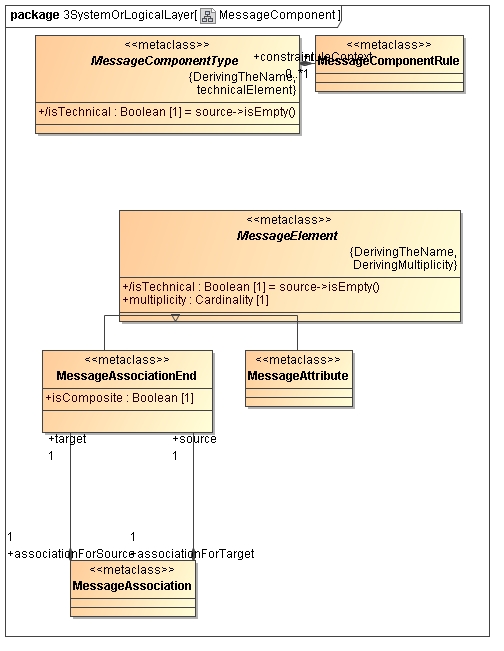 package 3SystemOrLogicalLayer[ MessageComponent]
<<metaclass>>
MessageComponentType
{DerivingTheName,
technicalElement}
+/isTechnical : Boolean [1] = source->isEmpty()
+constraint
ruleContext
0..*
1
<<metaclass>>
MessageComponentRule
<<metaclass>>
MessageElement
{DerivingTheName,
DerivingMultiplicity}
+/isTechnical : Boolean [1] = source->isEmpty()
+multiplicity : Cardinality [1]
<<metaclass>>
MessageAssociationEnd
+isComposite : Boolean [1]
<<metaclass>>
MessageAttribute
+target
+source
1
1
1
1
+associationForSource
+associationForTarget
<<metaclass>>
MessageAssociation